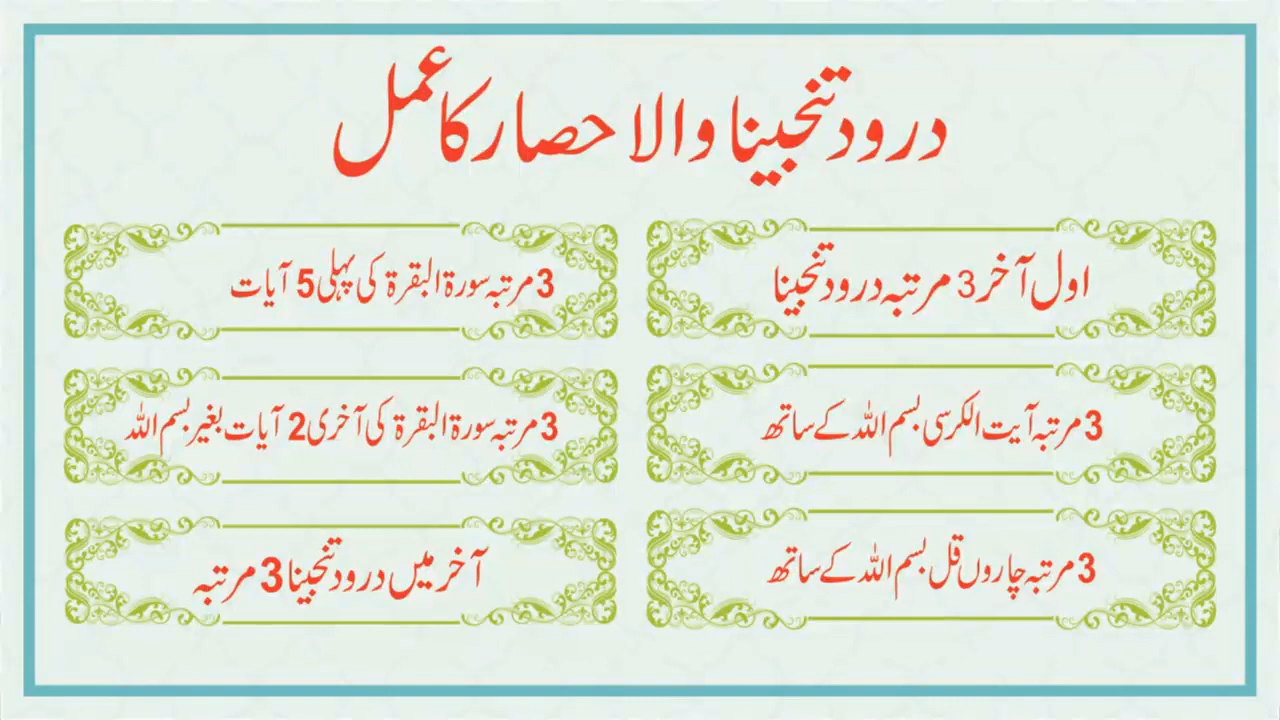 درود تنجینا والا حصار کا عمل
اول آخر 3 مرتبہ درود تنجینا
3 مرتبہ سورۃ البقرۃ کی پہلی 5 آیات
3 مرتبہ آیت الکرسی بسم اللہ کے ساتھ
3 مرتبہ سورۃ البقرۃ کی آخری 2 آیات بغیر بسم اللہ
3 مرتبہ چاروں قل بسم اللہ کے ساتھ
آخر میں درود تنجینا 3 مرتبہ